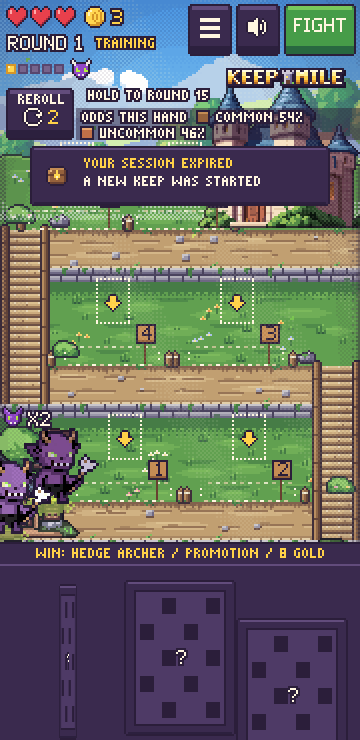 3
FIGHT
ROUND 1 TRAINING
KEEP MILE
HOLD TO ROUND 15
REROLL
2
ODDS THIS HAND COMMON 54%
UNCOMMON 46%
YOUR SESSION EXPIRED
A NEW KEEP WAS STARTED
4
3
X2
1
2
WIN: HEDGE ARCHER / PROMOTION / 8 GOLD
?
?
?